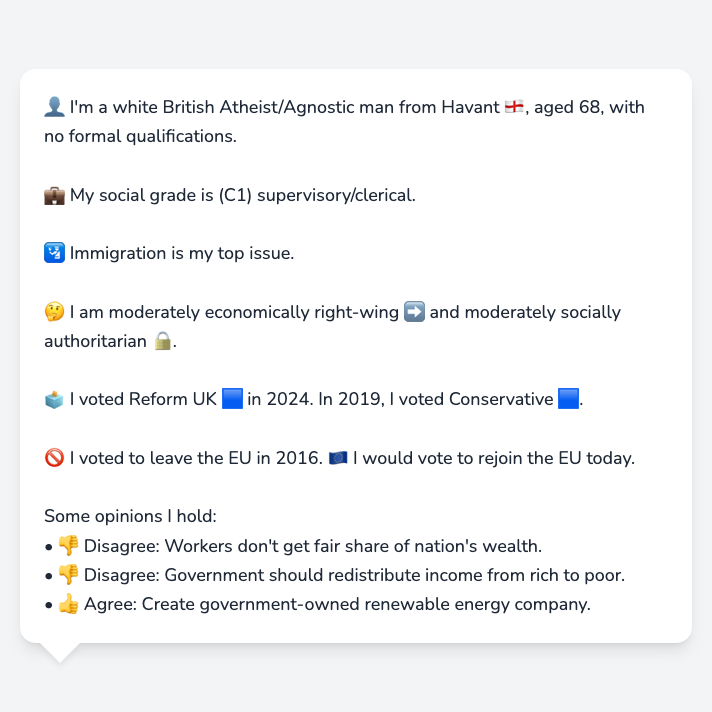 👤 I'm a white British Atheist/Agnostic man from Havant 🏴󠁧󠁢󠁥󠁮󠁧󠁿, aged 68, with
no formal qualifications.
💼 My social grade is (C1) supervisory/clerical.
🛂 Immigration is my top issue.
🤔 I am moderately economically right-wing ➡️ and moderately socially
authoritarian 🔒.
🗳️ I voted Reform UK 🟦 in 2024. In 2019, I voted Conservative 🟦.
🚫 I voted to leave the EU in 2016. 🇪🇺 I would vote to rejoin the EU today.
Some opinions I hold:
• 👎 Disagree: Workers don't get fair share of nation's wealth.
• 👎 Disagree: Government should redistribute income from rich to poor.
• 👍 Agree: Create government-owned renewable energy company.